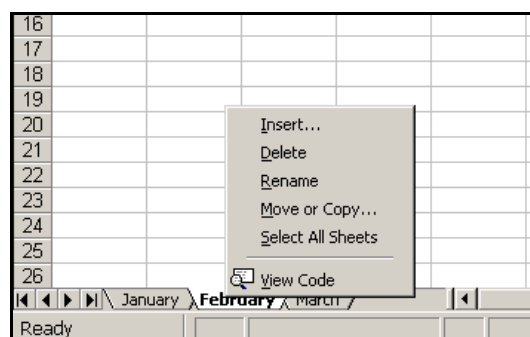 16
17
18
19
20
21
22
23
24
25
26
Insert...
Delete
Rename
Move or Copy...
Select All Sheets
View Code
January February March
Ready